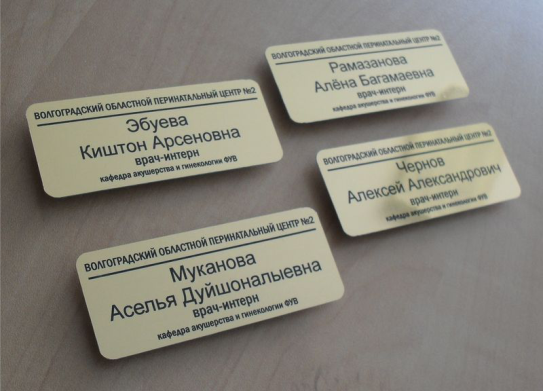 ВОЛГОГРАДСКИЙ ОБЛАСТНОЙ ПЕРИНАТАЛЬНЫЙ ЦЕНТР №2
Эбуева
Киштон Арсеновна
врач-интерн
кафедра акушерства и гинекологии ФУВ
ВОЛГОГРАДСКИЙ ОБЛАСТНОЙ ПЕРИНАТАЛЬНЫЙ ЦЕНТР №2
Рамазанова
Алёна Багамаевна
врач-интерн
кафедра акушерства и гинекологии ФУВ
ВОЛГОГРАДСКИЙ ОБЛАСТНОЙ ПЕРИНАТАЛЬНЫЙ ЦЕНТР №2
Муканова
Аселья Дуйшоналыевна
врач-интерн
кафедра акушерства и гинекологии ФУВ
ВОЛГОГРАДСКИЙ ОБЛАСТНОЙ ПЕРИНАТАЛЬНЫЙ ЦЕНТР №2
Чернов
Алексей Александрович
врач-интерн
кафедра акушерства и гинекологии ФУВ